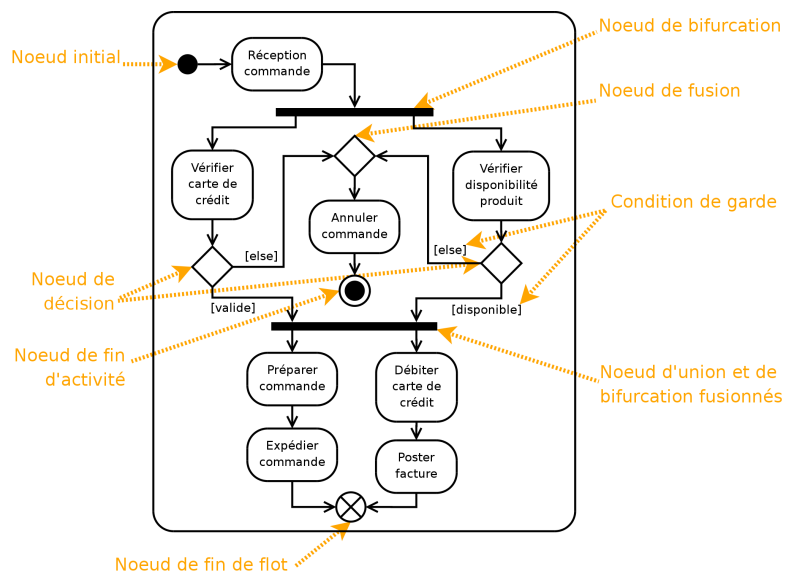 Noeud de bifurcation
Noeud initial
Réception
commande
Noeud de fusion
Vérifier
carte de
crédit
Vérifier
disponibilité
produit
Condition de garde
Annuler
commande
[else]
[else]
Noeud de
décision
[valide]
[disponible]
Noeud de fin
d'activité
Préparer
commande
Débiter
carte de
crédit
Noeud d'union et de
bifurcation fusionnés
Expédier
commande
Poster
facture
Noeud de fin de flot